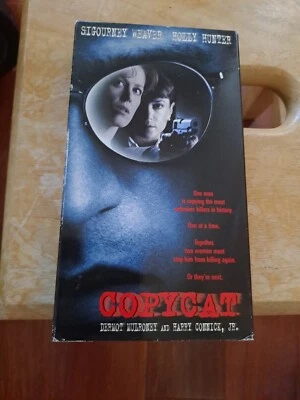 SIGOURNEY WEAVER HOLLY HUNTER
One man
is copying the most
notorious killers in history.
One at a time.
Together,
two women must
stop him from killing again.
Or they're next.
COPYCAT
DERMOT MULRONEY AND HARRY CONNICK, JR.